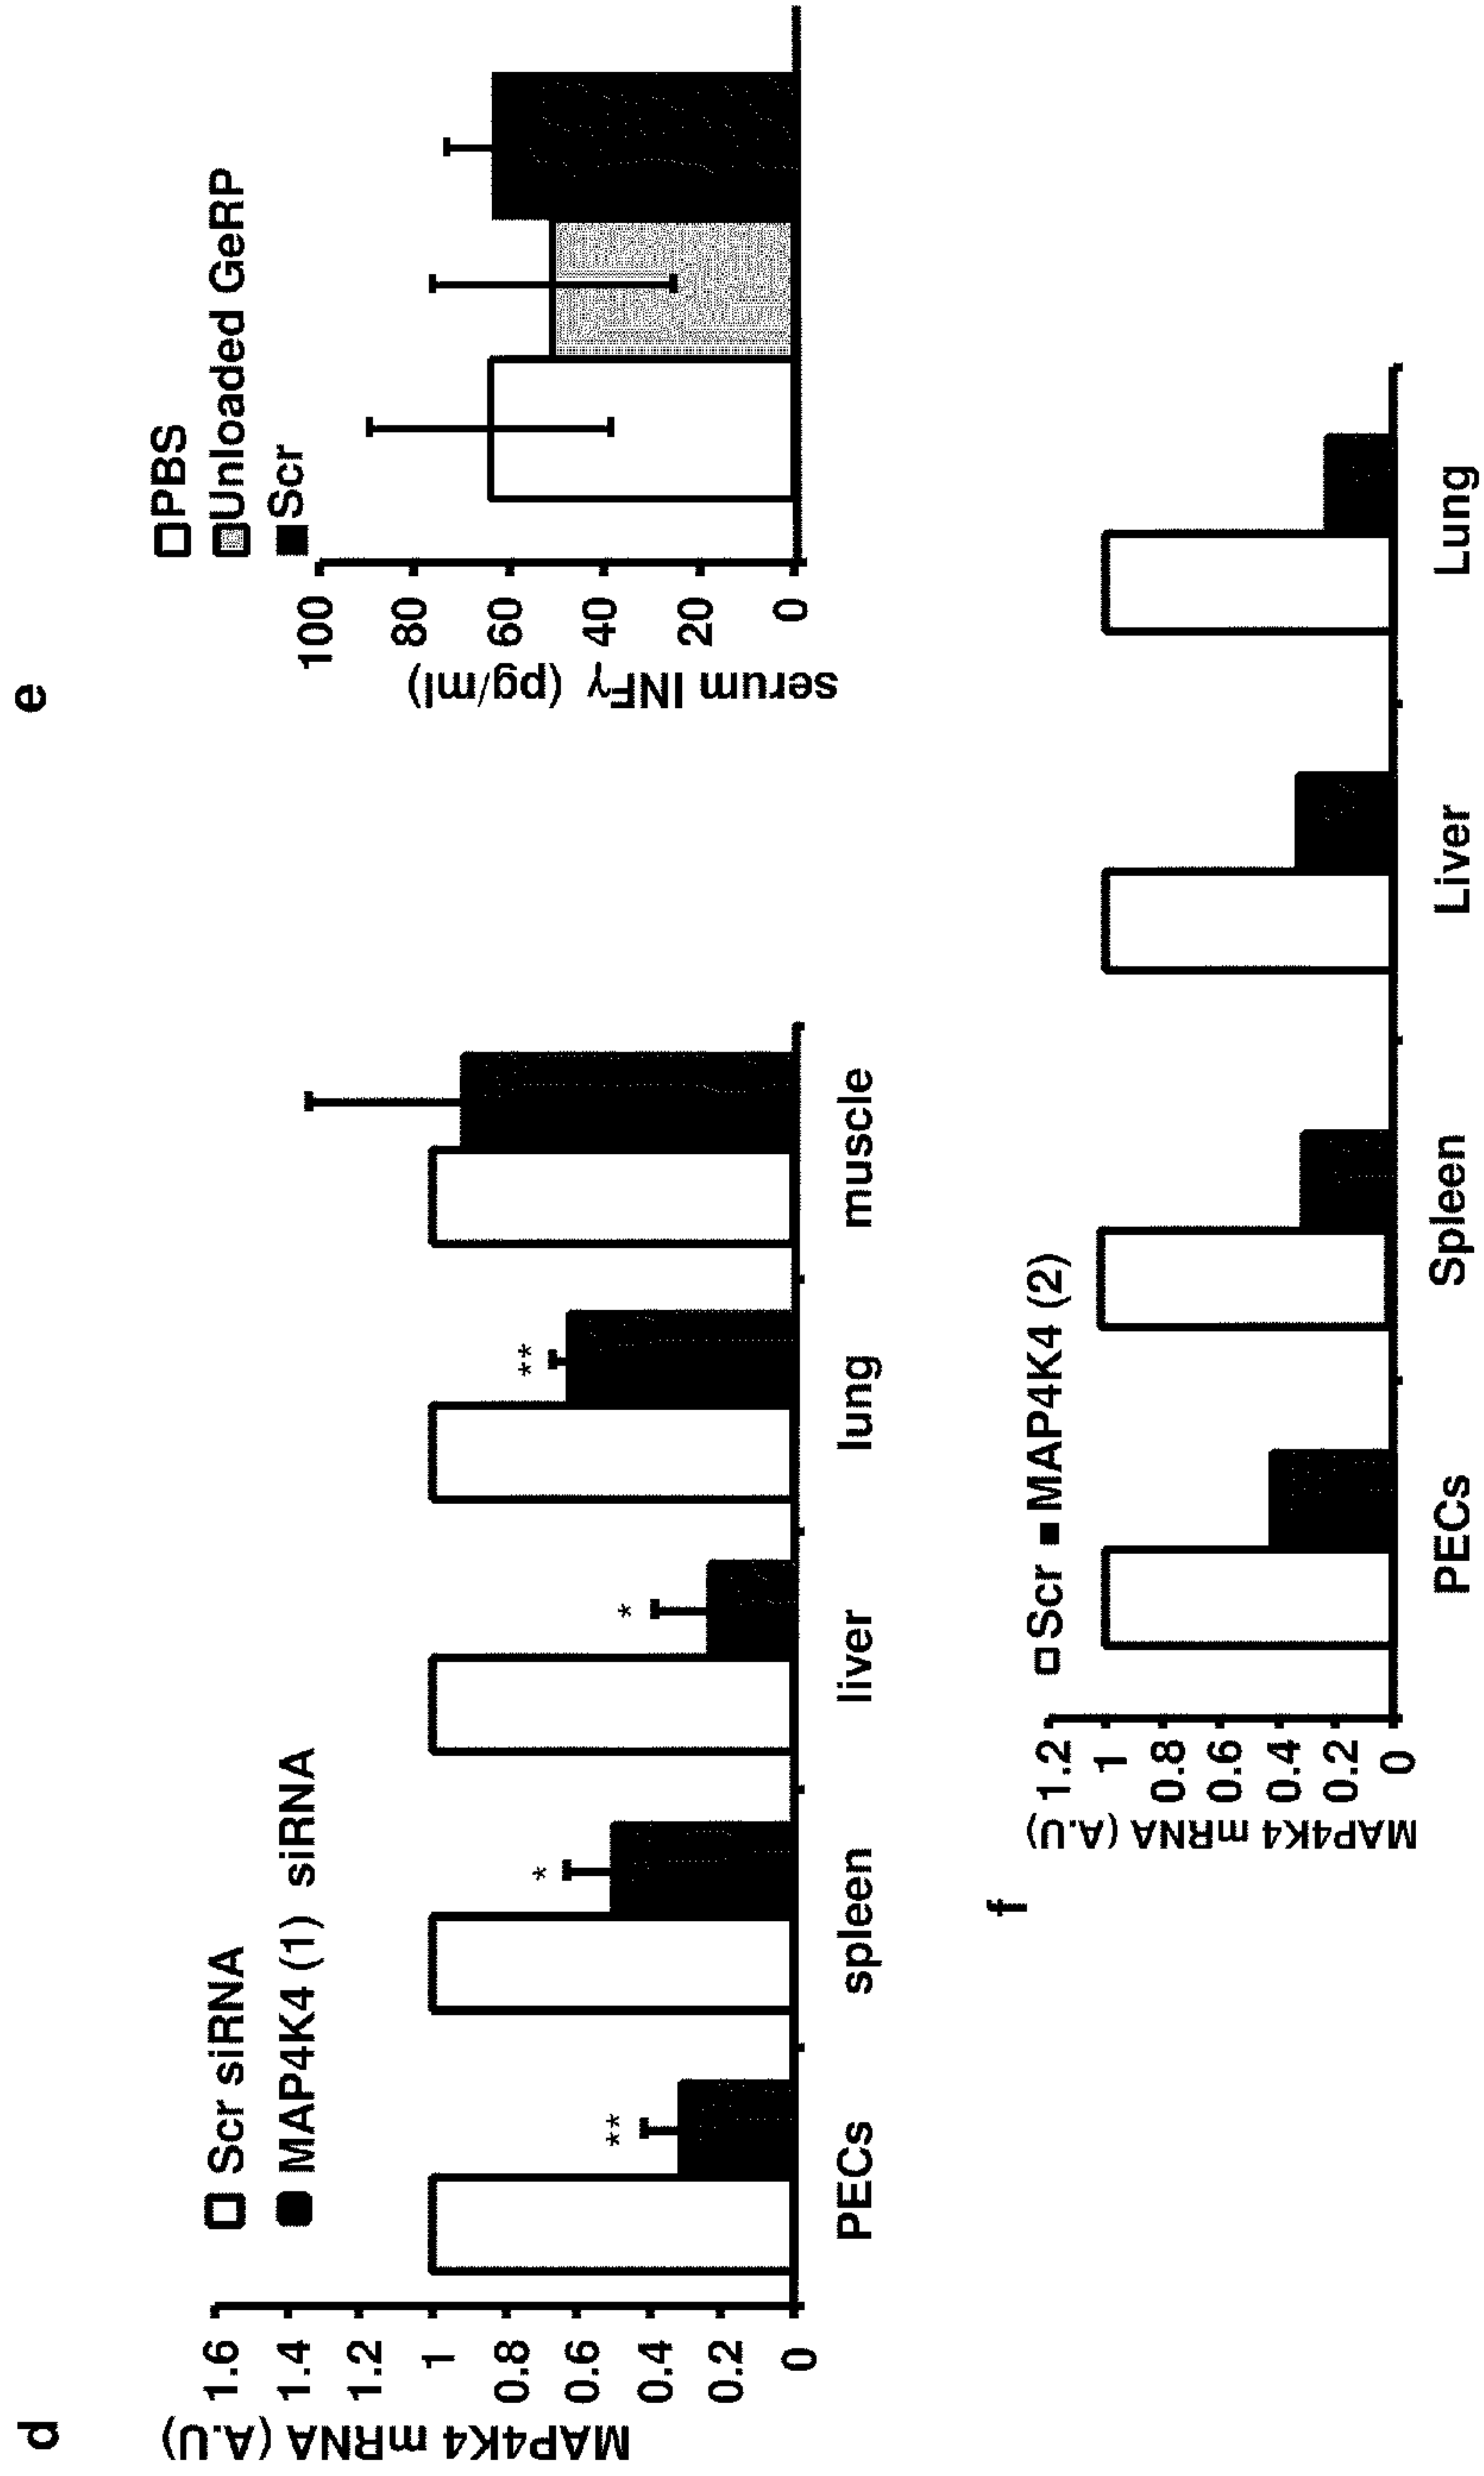 d
Scr siRNA
MAP4K4 (1) siRNA
MAP4K4 mRNA (A.U)
1.6
1.4
1.2
1
0.8
0.6
0.4
0.2
0
**
*
*
**
PECs
spleen
liver
lung
muscle
e
PBS
Unloaded GeRP
Scr
serum INFγ (pg/ml)
100
80
60
40
20
0
f
Scr MAP4K4 (2)
MAP4K4 mRNA (A.U)
1.2
1
0.8
0.6
0.4
0.2
0
PECs
Spleen
Liver
Lung